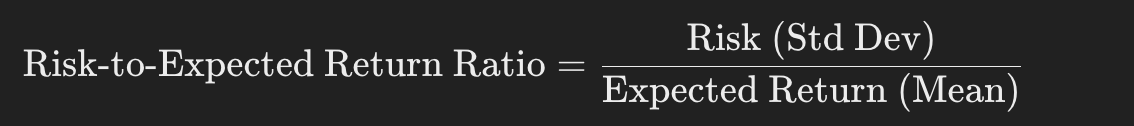 Risk-to-Expected Return Ratio = Risk (Std Dev) / Expected Return (Mean)